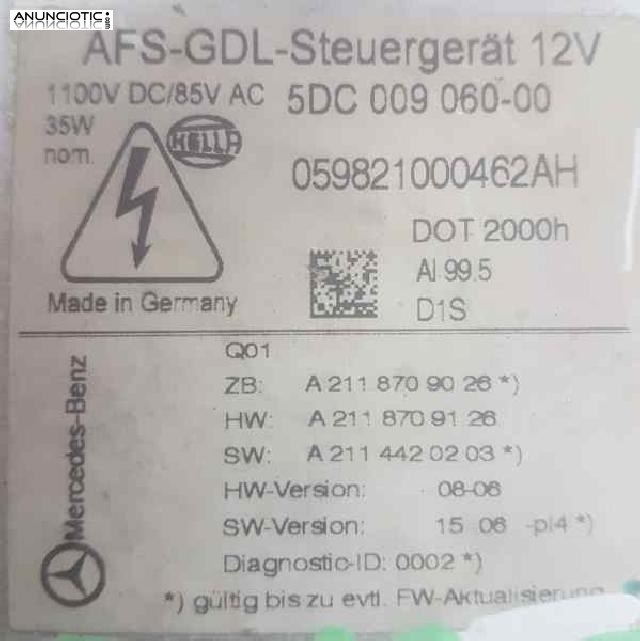 ANUNCIOTIC
AFS-GDL-Steuergerät 12V
1100V DC/85V AC 5DC 009 060-00
35W
nom.
HELLA
059821000462AH
DOT 2000h
Al 99.5
D1S
Made in Germany
Mercedes-Benz
Q01
ZB: A 211 870 90 26 *)
HW: A 211 870 91 26
SW: A 211 442 02 03 *)
HW-Version: 08-06
SW-Version: 15 06 -pl4 *)
Diagnostic-ID: 0002 *)
*) gültig bis zu evtl. FW-Aktualisierung